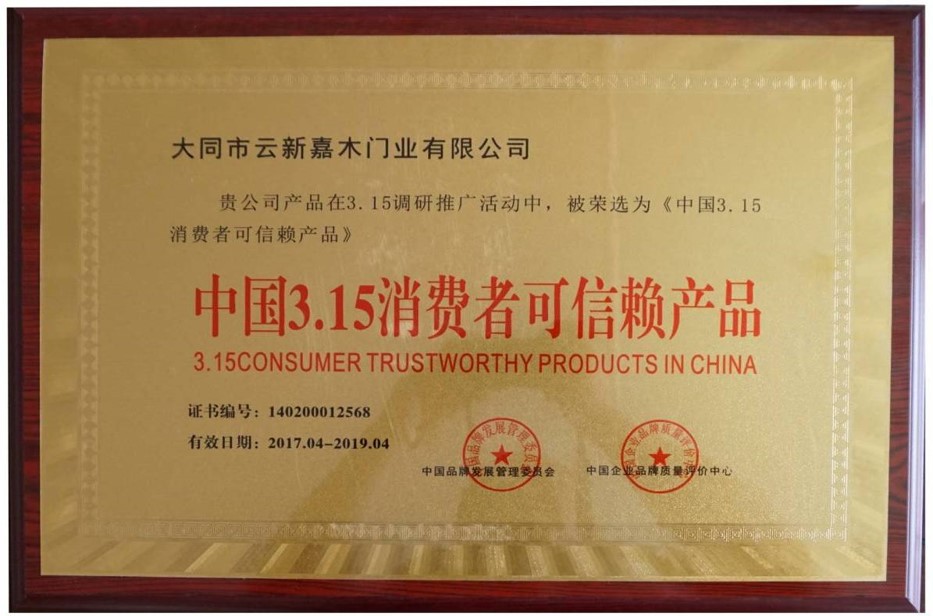 大同市云新嘉木门业有限公司
贵公司产品在3.15调研推广活动中，被荣选为《中国3.15
消费者可信赖产品》
中国3.15消费者可信赖产品
3.15CONSUMER TRUSTWORTHY PRODUCTS IN CHINA
证书编号：140200012568
有效日期：2017.04-2019.04
中国品牌发展管理委员会
中国企业品牌质量评价中心